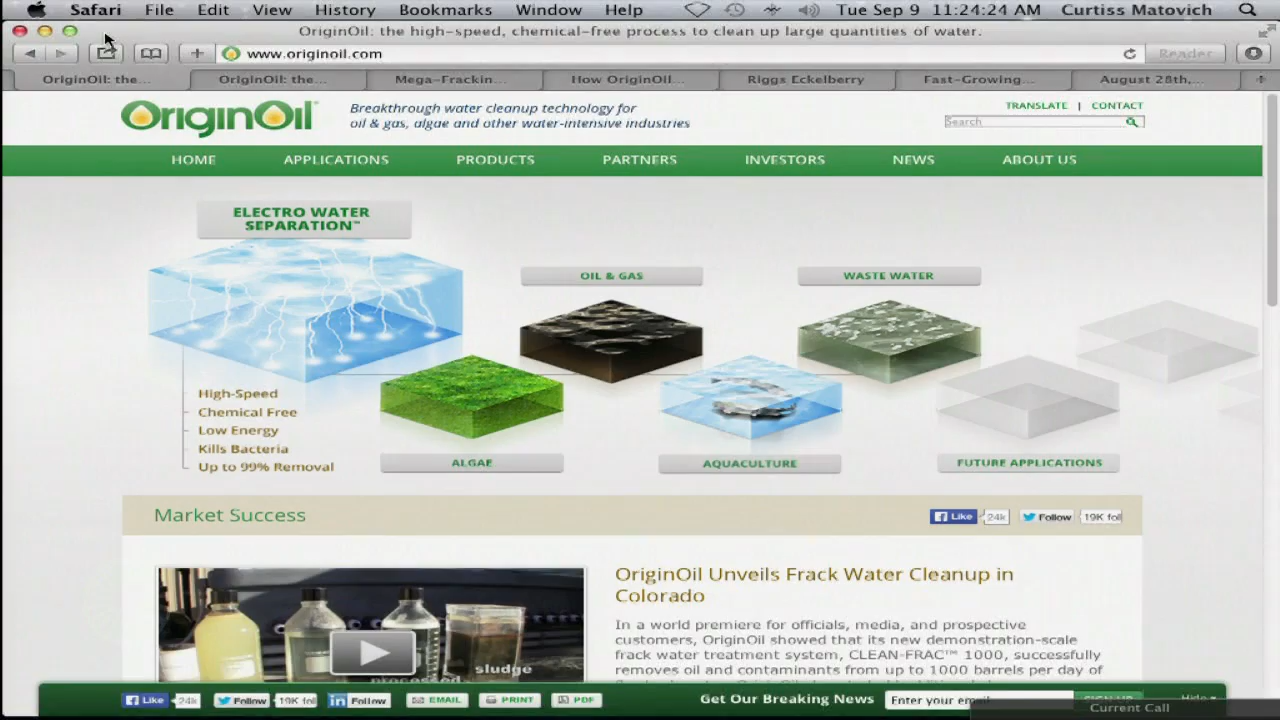 Safari File Edit View History Bookmarks Window Help Tue Sep 9 11:24:24 AM Curtiss Matovich
OriginOil: the high-speed, chemical-free process to clean up large quantities of water.
www.originoil.com Reader
OriginOil: the... OriginOil: the... Mega-Frackin... How OriginOil... Riggs Eckelberry Fast-Growing... August 28th,...
ORIGINOIL
Breakthrough water cleanup technology for
oil & gas, algae and other water-intensive industries
TRANSLATE | CONTACT
Search
HOME APPLICATIONS PRODUCTS PARTNERS INVESTORS NEWS ABOUT US
ELECTRO WATER
SEPARATION™
OIL & GAS WASTE WATER
High-Speed
Chemical Free
Low Energy
Kills Bacteria
Up to 99% Removal
ALGAE AQUACULTURE FUTURE APPLICATIONS
Market Success
Like 24k Follow 19K fol
OriginOil Unveils Frack Water Cleanup in
Colorado
In a world premiere for officials, media, and prospective
customers, OriginOil showed that its new demonstration-scale
frack water treatment system, CLEAN-FRAC™ 1000, successfully
removes oil and contaminants from up to 1000 barrels per day of
sludge
processed
Like 24k Follow 19K fol in Follow EMAIL PRINT PDF Get Our Breaking News Enter your email SIGN UP Hide
Current Call